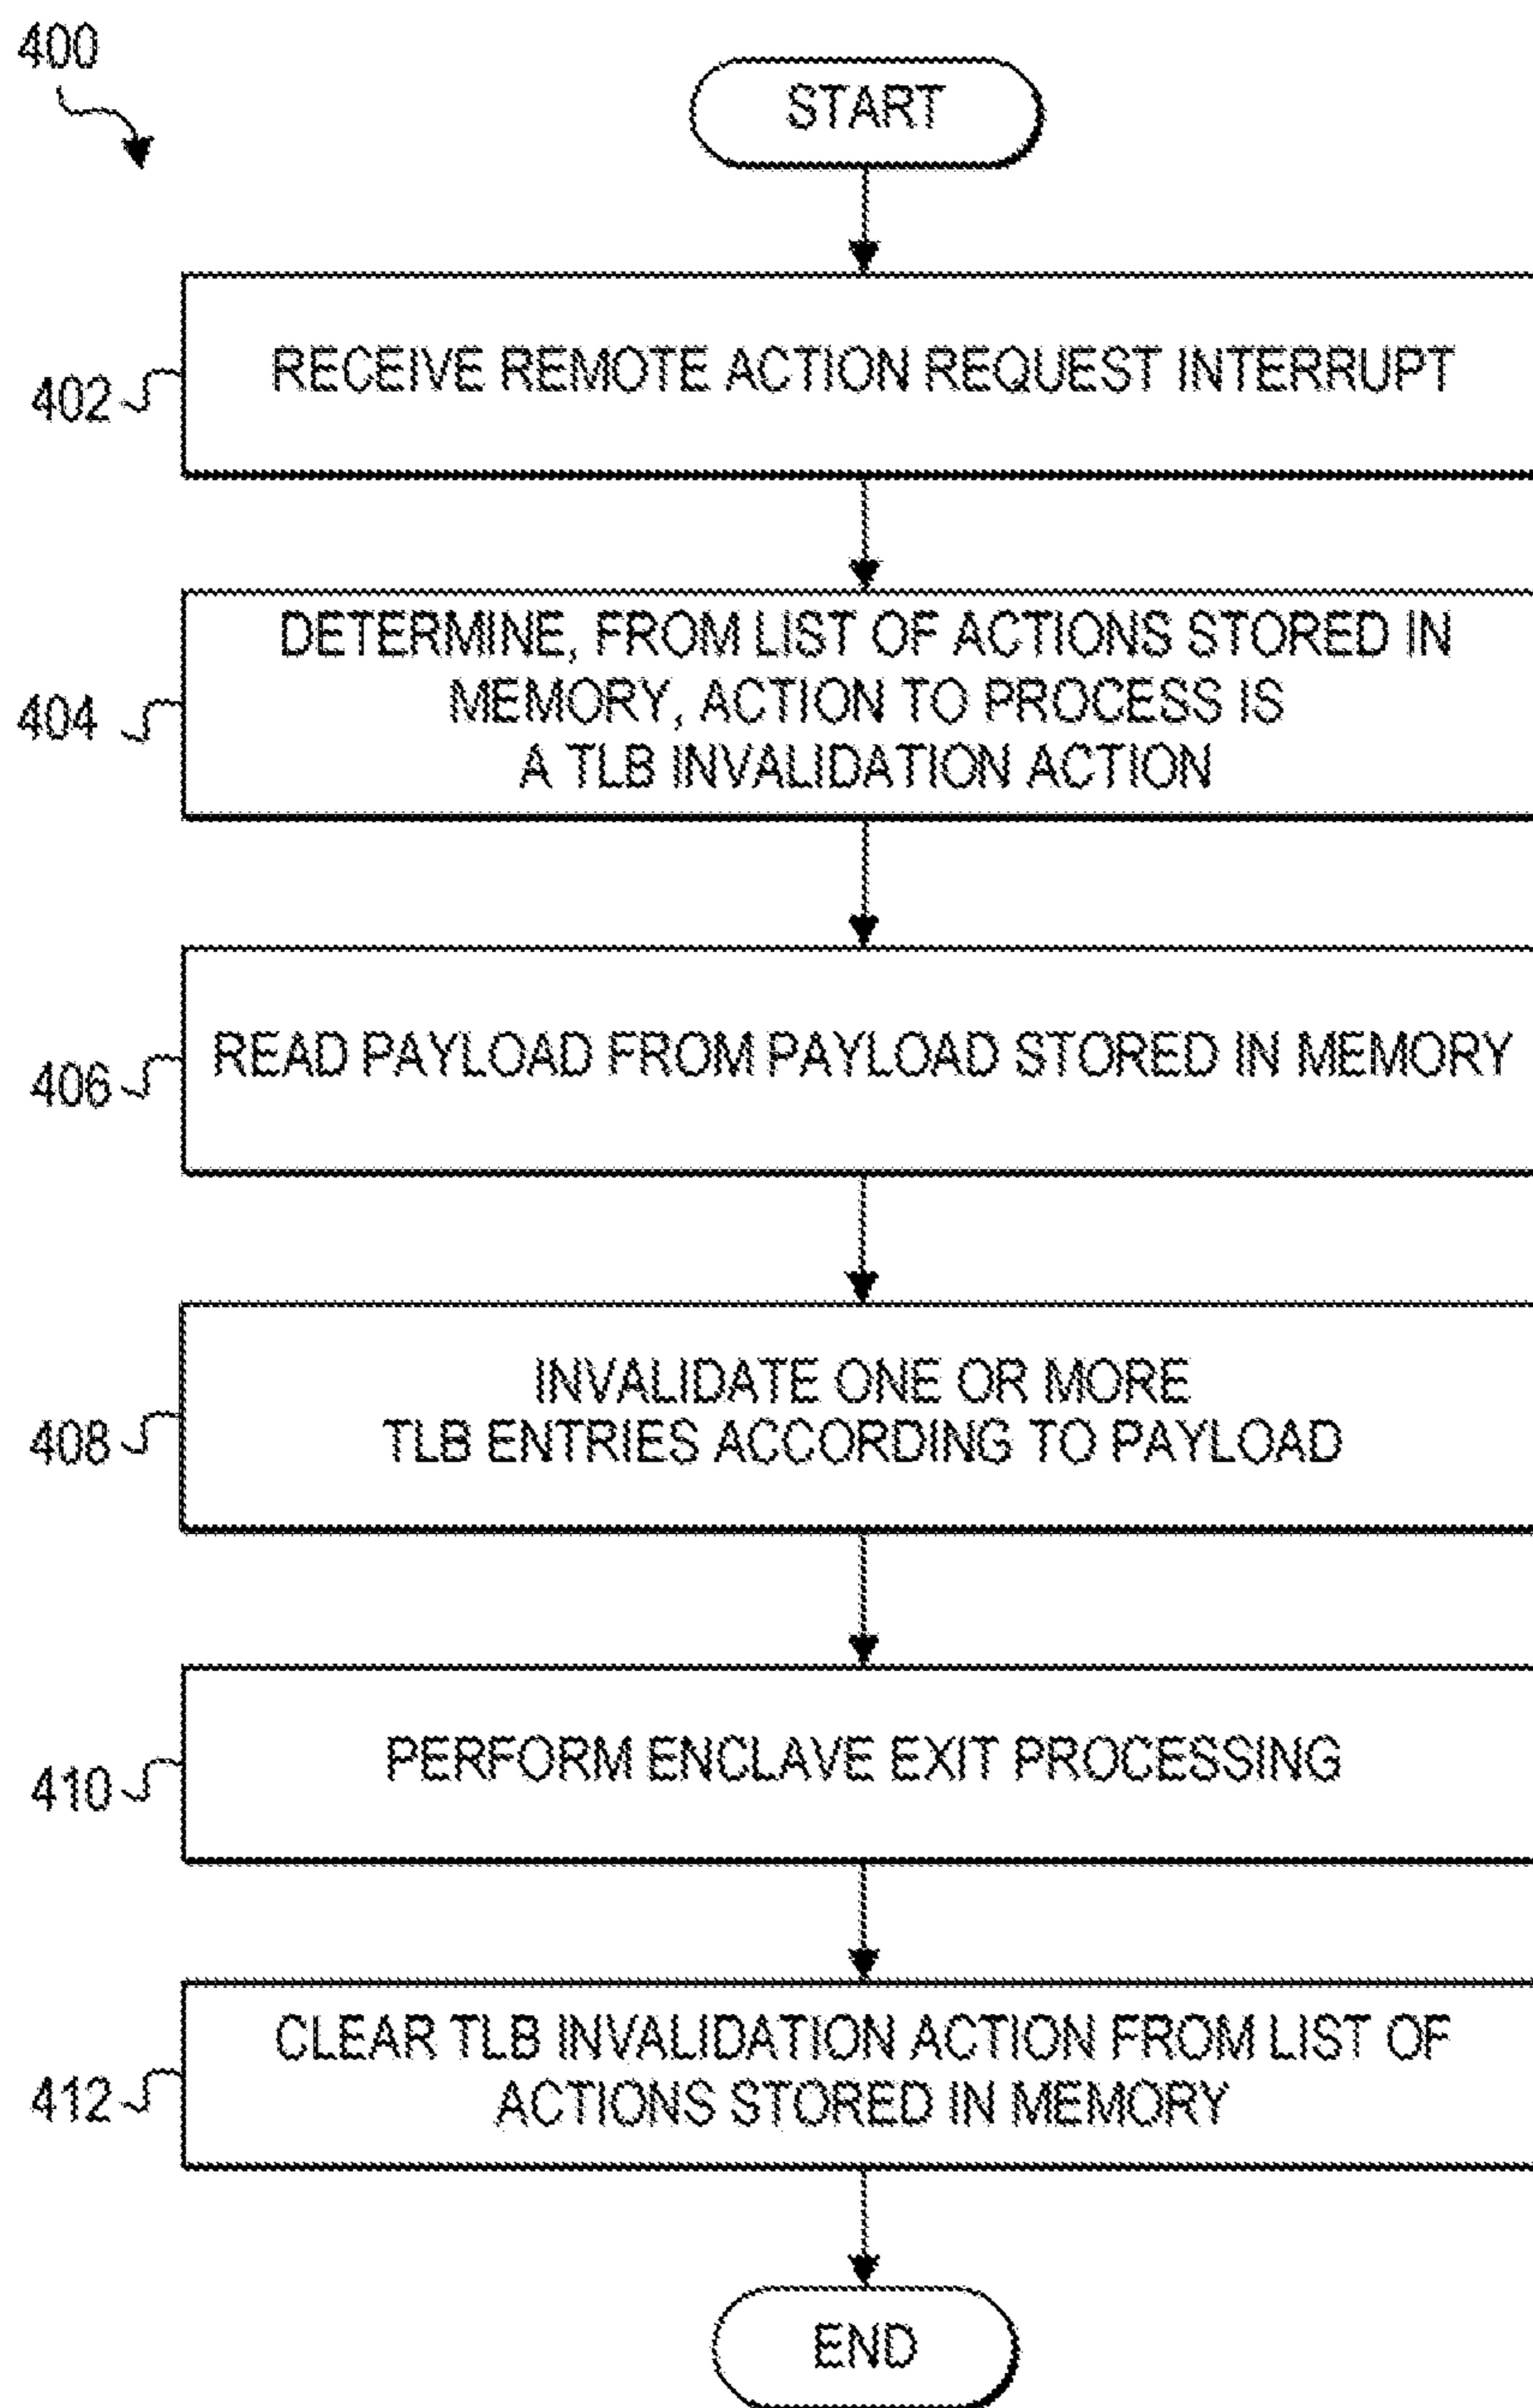 400
START
402
RECEIVE REMOTE ACTION REQUEST INTERRUPT
404
DETERMINE, FROM LIST OF ACTIONS STORED IN
MEMORY, ACTION TO PROCESS IS
A TLB INVALIDATION ACTION
406
READ PAYLOAD FROM PAYLOAD STORED IN MEMORY
408
INVALIDATE ONE OR MORE
TLB ENTRIES ACCORDING TO PAYLOAD
410
PERFORM ENCLAVE EXIT PROCESSING
412
CLEAR TLB INVALIDATION ACTION FROM LIST OF
ACTIONS STORED IN MEMORY
END